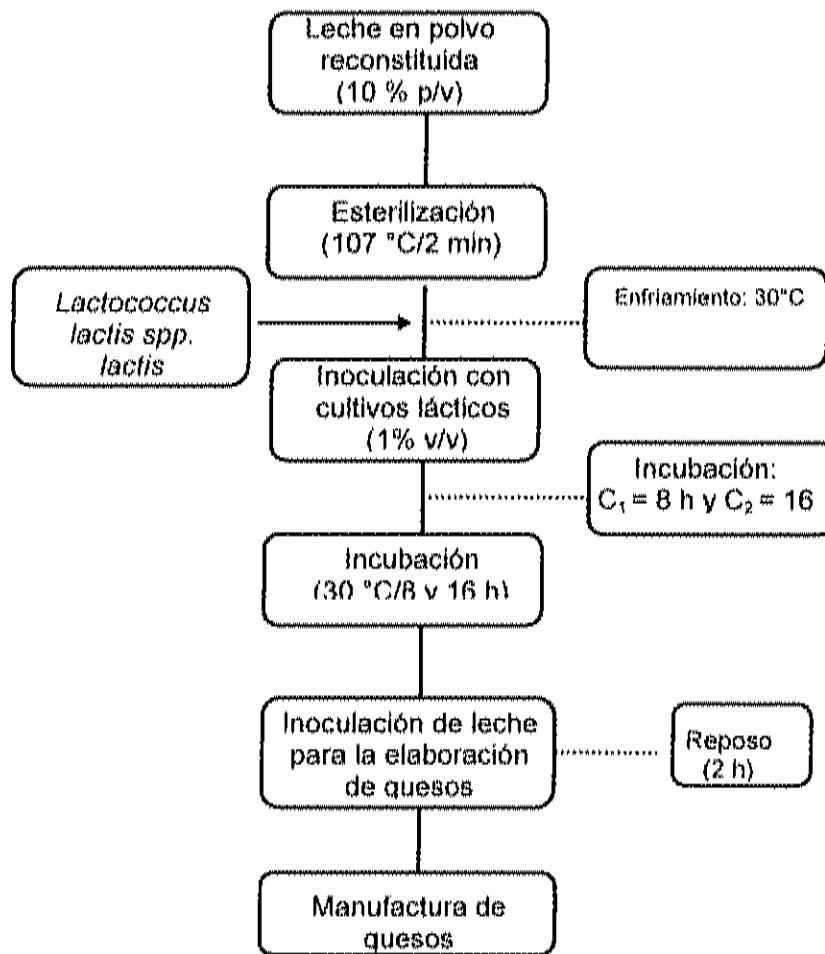 Leche en polvo
reconstituida
(10 % p/v)
Esterilización
(107 °C/2 min)
Lactococcus
lactis spp.
lactis
Enfriamiento: 30°C
Inoculación con
cultivos lácticos
(1% v/v)
Incubación:
C₁ = 8 h y C₂ = 16
Incubación
(30 °C/8 y 16 h)
Inoculación de leche
para la elaboración
de quesos
Reposo
(2 h)
Manufactura de
quesos